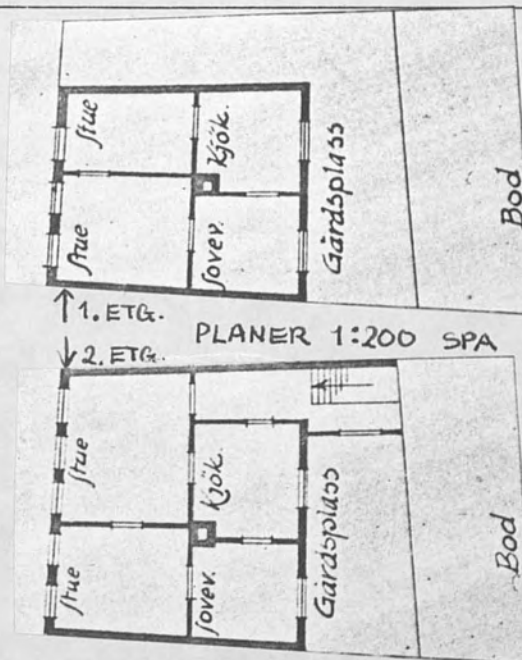 Stue
Kjök.
Stue
Sovev.
Gårdsplass
Bod
1. ETG.
PLANER 1:200 SPA
2. ETG.
Stue
Kjök.
Stue
Sovev.
Gårdsplass
Bod